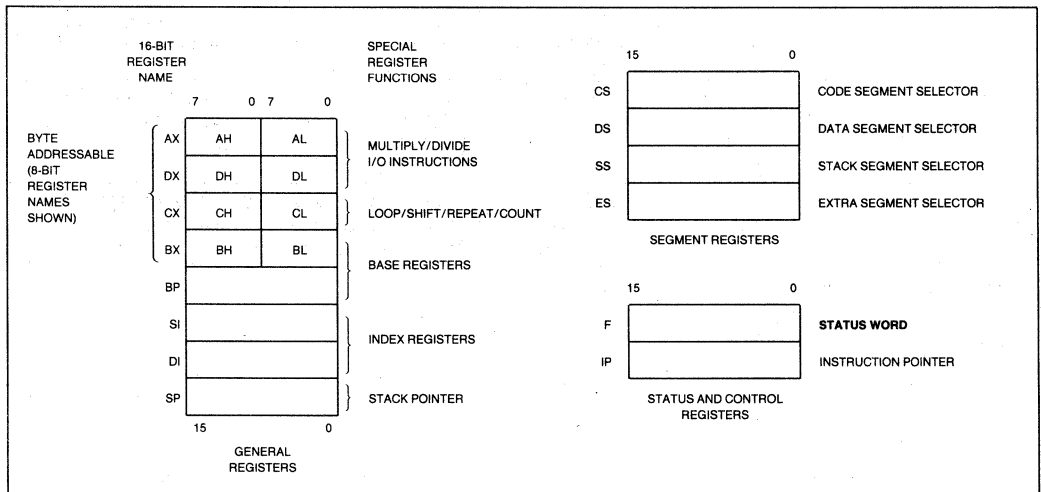 16-BIT
REGISTER
NAME
SPECIAL
REGISTER
FUNCTIONS
7 0 7 0
BYTE
ADDRESSABLE
(8-BIT
REGISTER
NAMES
SHOWN)
AX AH AL
DX DH DL
MULTIPLY/DIVIDE
I/O INSTRUCTIONS
CX CH CL LOOP/SHIFT/REPEAT/COUNT
BX BH BL
BP
BASE REGISTERS
SI
DI
INDEX REGISTERS
SP STACK POINTER
15 0
GENERAL
REGISTERS
15 0
CS CODE SEGMENT SELECTOR
DS DATA SEGMENT SELECTOR
SS STACK SEGMENT SELECTOR
ES EXTRA SEGMENT SELECTOR
SEGMENT REGISTERS
15 0
F STATUS WORD
IP INSTRUCTION POINTER
STATUS AND CONTROL
REGISTERS